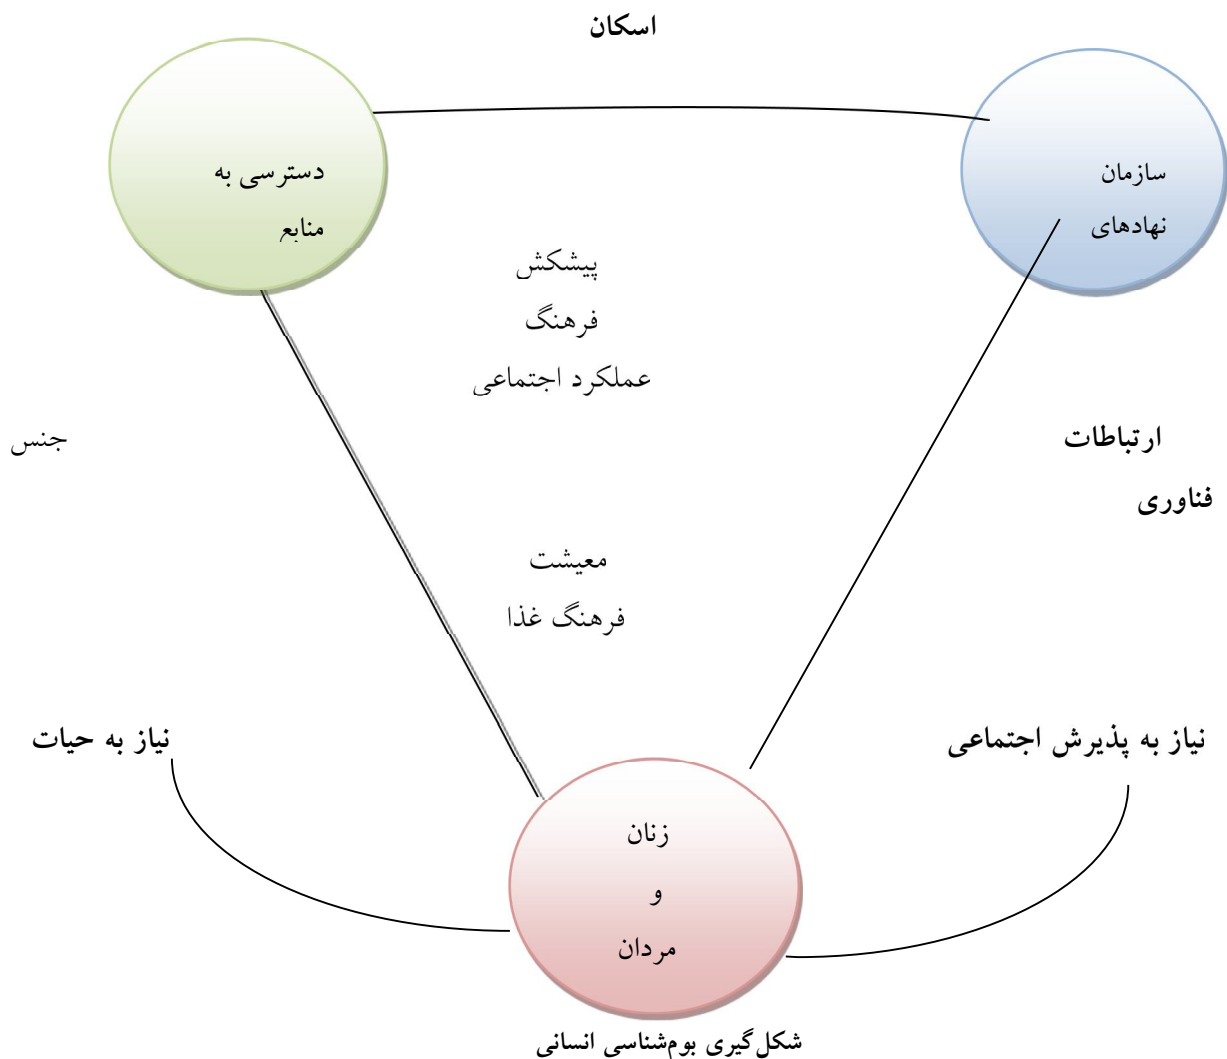 اسکان
سازمان
نهادهای
دسترسی به
منابع
پیشکش
فرهنگ
عملکرد اجتماعی
ارتباطات
فناوری
جنس
معیشت
فرهنگ غذا
نیاز به پذیرش اجتماعی
نیاز به حیات
زنان
و
مردان
شکل‌گیری بوم‌شناسی انسانی